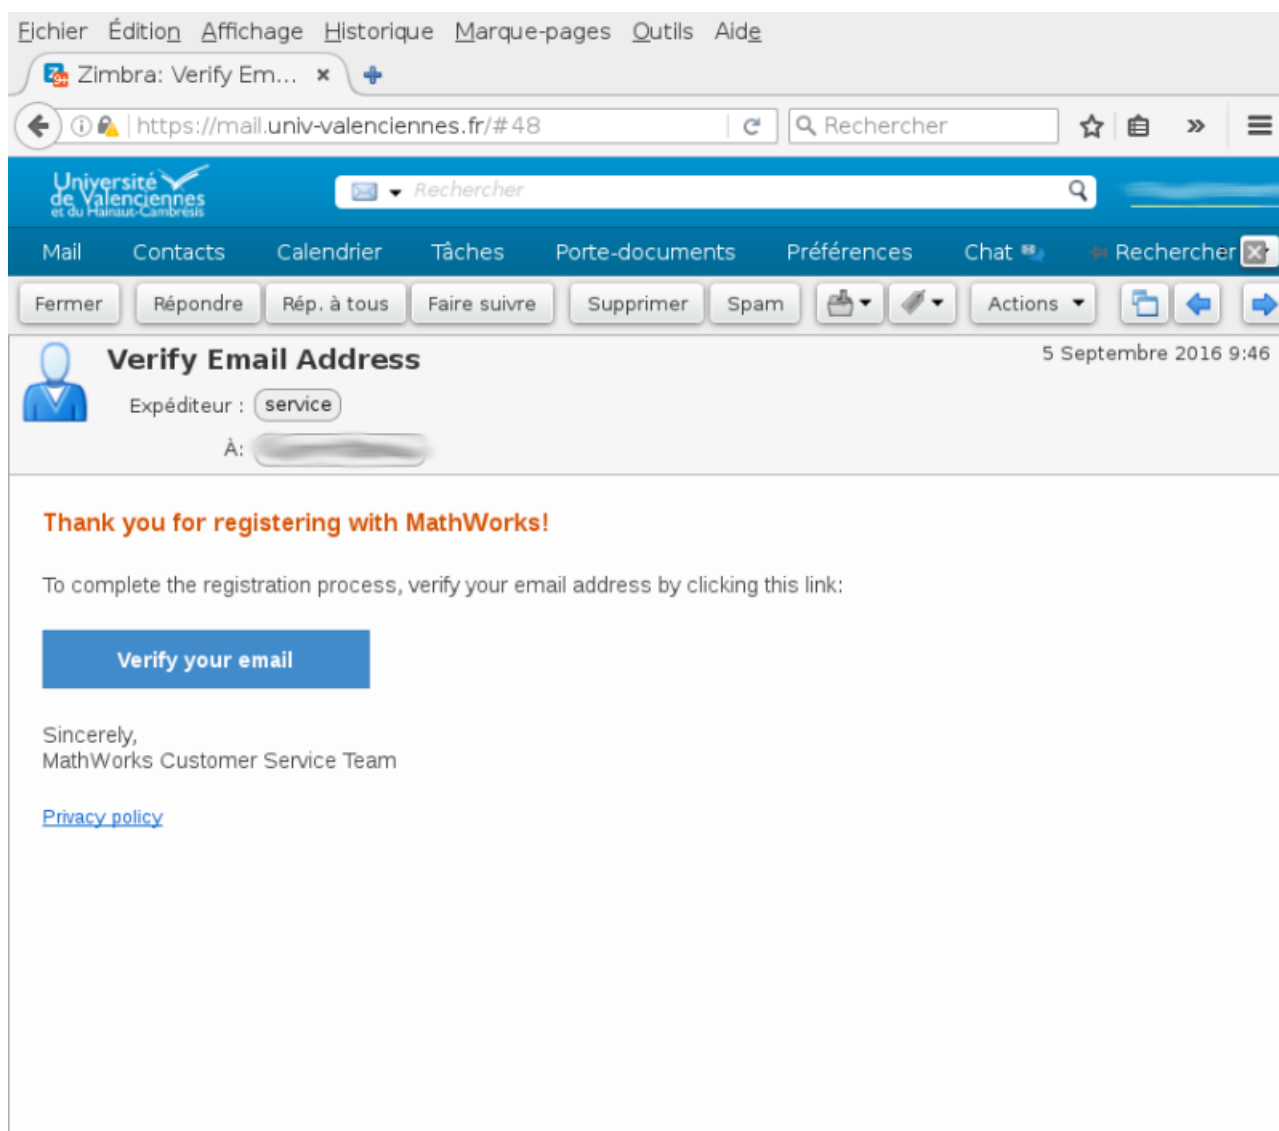 Fichier Édition Affichage Historique Marque-pages Outils Aide
Zimbra: Verify Em...
https://mail.univ-valenciennes.fr/#48 Rechercher
Université
de Valenciennes
et du Hainaut-Cambrésis
Rechercher
Mail Contacts Calendrier Tâches Porte-documents Préférences Chat Rechercher
Fermer Répondre Rép. à tous Faire suivre Supprimer Spam Actions
Verify Email Address 5 Septembre 2016 9:46
Expéditeur : service
À:
Thank you for registering with MathWorks!
To complete the registration process, verify your email address by clicking this link:
Verify your email
Sincerely,
MathWorks Customer Service Team
Privacy policy